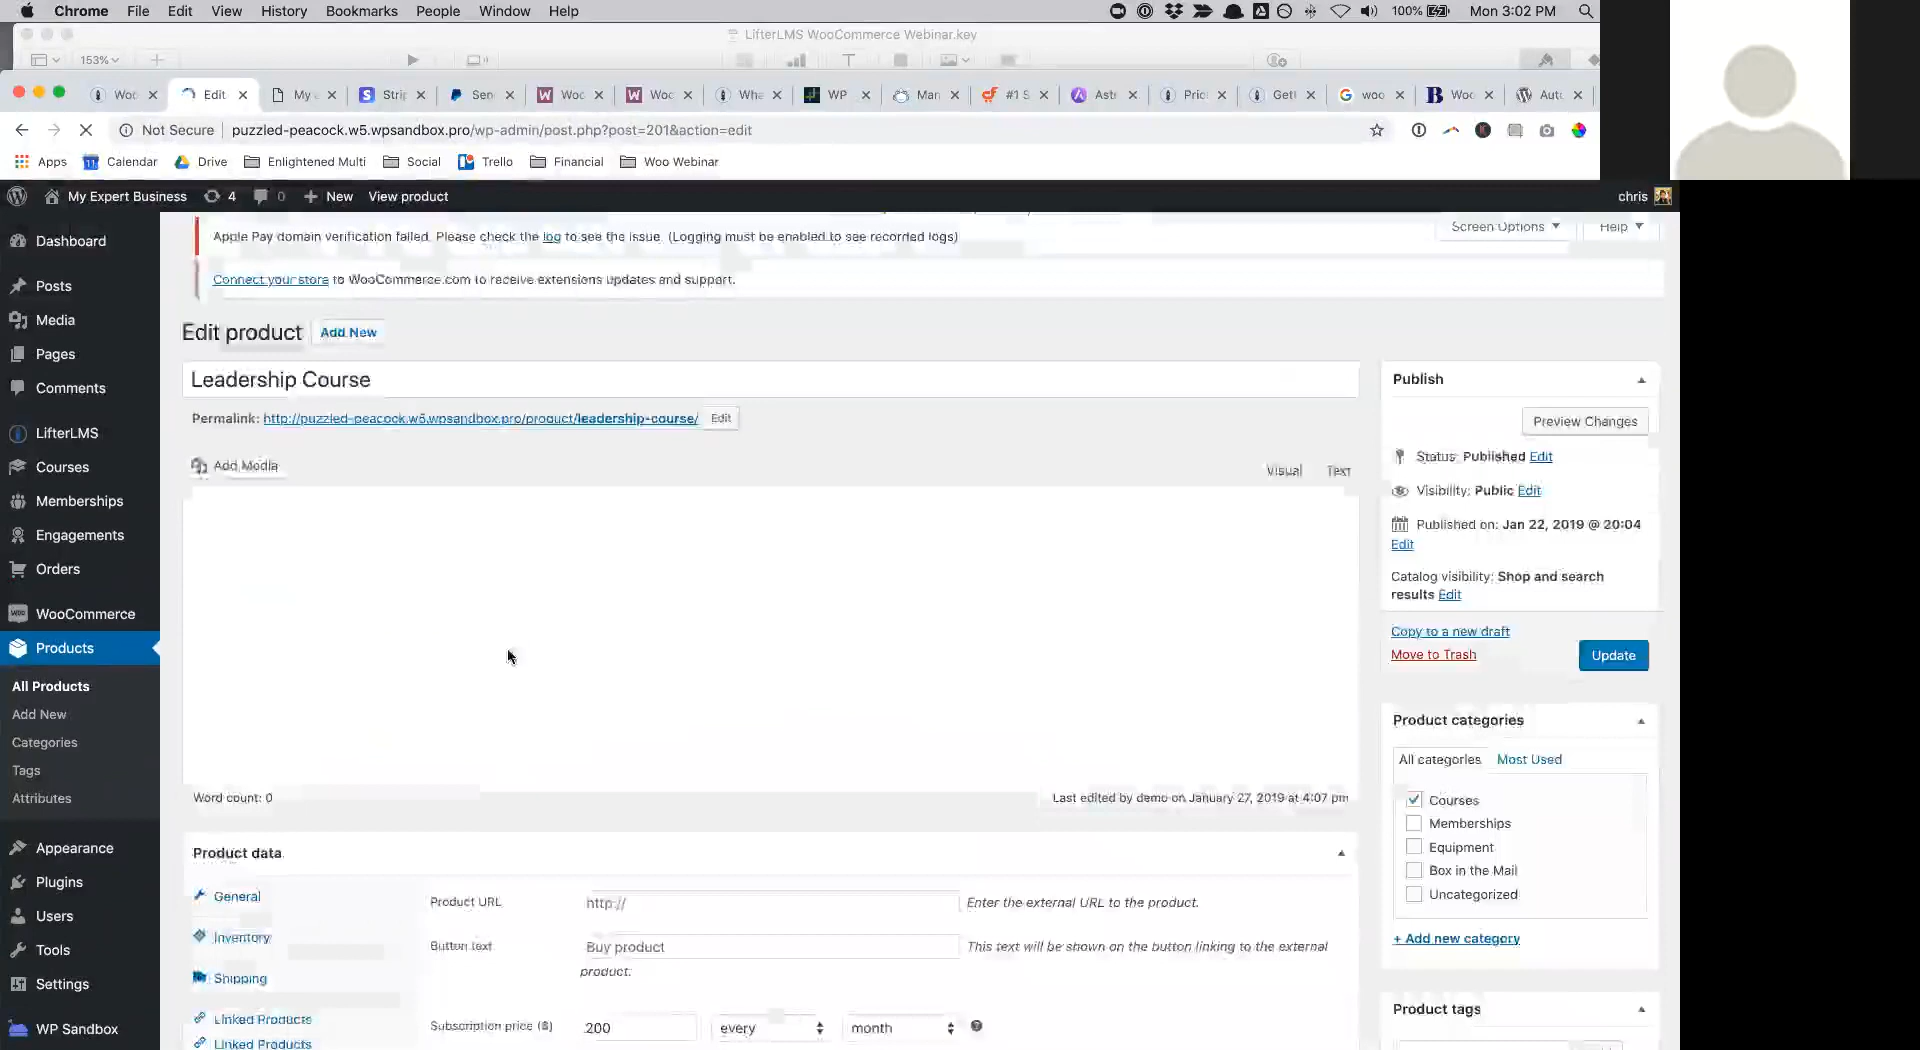 Chrome File Edit View History Bookmarks People Window Help 100% Mon 3:02 PM
LifterLMS WooCommerce Webinar.key
153%
Woo Edit My Strip Sen Woo Woo Wha WP Man #1 S Astr Pric Gett woo Woo Auto
Not Secure puzzled-peacock.w5.wpsandbox.pro/wp-admin/post.php?post=201&action=edit
Apps Calendar Drive Enlightened Multi Social Trello Financial Woo Webinar
My Expert Business 4 0 New View product chris
Screen Options Help
Apple Pay domain verification failed. Please check the log to see the issue. (Logging must be enabled to see recorded logs)
Connect your store to WooCommerce.com to receive extensions updates and support.
Dashboard
Posts
Media
Pages
Comments
LifterLMS
Courses
Memberships
Engagements
Orders
WooCommerce
Products
All Products
Add New
Categories
Tags
Attributes
Appearance
Plugins
Users
Tools
Settings
WP Sandbox
Edit product Add New
Leadership Course
Permalink: http://puzzled-peacock.w5.wpsandbox.pro/product/leadership-course/ Edit
Add Media Visual Text
Word count: 0 Last edited by demo on January 27, 2019 at 4:07 pm
Product data
General
Inventory
Shipping
Linked Products
Linked Products
Product URL http:// Enter the external URL to the product.
Button text Buy product This text will be shown on the button linking to the external
product.
Subscription price ($) 200 every month
Publish
Preview Changes
Status: Published Edit
Visibility: Public Edit
Published on: Jan 22, 2019 @ 20:04
Edit
Catalog visibility: Shop and search
results Edit
Copy to a new draft
Move to Trash Update
Product categories
All categories Most Used
Courses
Memberships
Equipment
Box in the Mail
Uncategorized
+ Add new category
Product tags